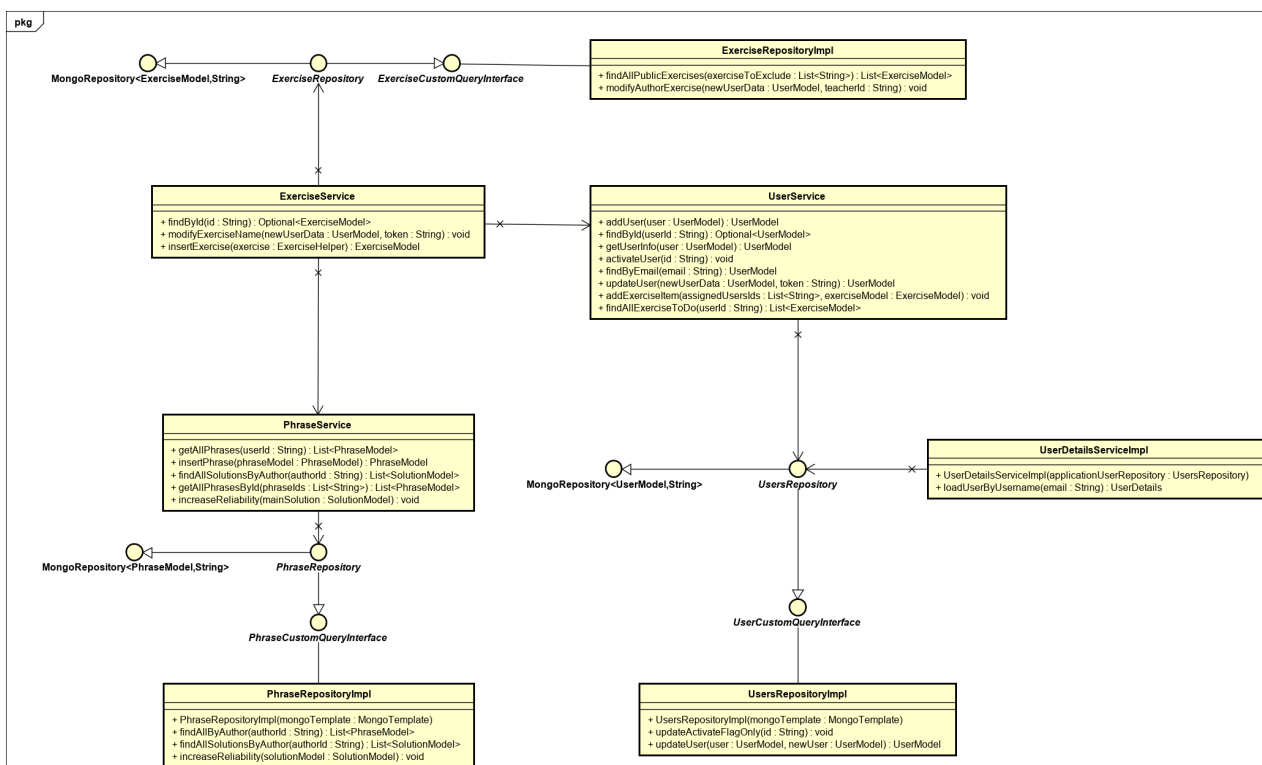 pkg
ExerciseRepositoryImpl
+ findAllPublicExercises(exerciseToExclude : List<String>) : List<ExerciseModel>
+ modifyAuthorExercise(newUserData : UserModel, teacherId : String) : void
MongoRepository<ExerciseModel,String>
ExerciseRepository
ExerciseCustomQueryInterface
ExerciseService
+ findById(id : String) : Optional<ExerciseModel>
+ modifyExerciseName(newUserData : UserModel, token : String) : void
+ insertExercise(exercise : ExerciseHelper) : ExerciseModel
UserService
+ addUser(user : UserModel) : UserModel
+ findById(userId : String) : Optional<UserModel>
+ getUserInfo(user : UserModel) : UserModel
+ activateUser(id : String) : void
+ findByEmail(email : String) : UserModel
+ updateUser(newUserData : UserModel, token : String) : UserModel
+ addExerciseItem(assignedUsersIds : List<String>, exerciseModel : ExerciseModel) : void
+ findAllExerciseToDo(userId : String) : List<ExerciseModel>
PhraseService
+ getAllPhrases(userId : String) : List<PhraseModel>
+ insertPhrase(phraseModel : PhraseModel) : PhraseModel
+ findAllSolutionsByAuthor(authorId : String) : List<SolutionModel>
+ getAllPhrasesById(phraseIds : List<String>) : List<PhraseModel>
+ increaseReliability(mainSolution : SolutionModel) : void
UserDetailsServiceImpl
+ UserDetailsServiceImpl(applicationUserRepository : UsersRepository)
+ loadUserByUsername(email : String) : UserDetails
MongoRepository<UserModel,String>
UsersRepository
MongoRepository<PhraseModel,String>
PhraseRepository
UserCustomQueryInterface
PhraseCustomQueryInterface
PhraseRepositoryImpl
+ PhraseRepositoryImpl(mongoTemplate : MongoTemplate)
+ findAllByAuthor(authorId : String) : List<PhraseModel>
+ findAllSolutionsByAuthor(authorId : String) : List<SolutionModel>
+ increaseReliability(solutionModel : SolutionModel) : void
UsersRepositoryImpl
+ UsersRepositoryImpl(mongoTemplate : MongoTemplate)
+ updateActivateFlagOnly(id : String) : void
+ updateUser(user : UserModel, newUser : UserModel) : UserModel